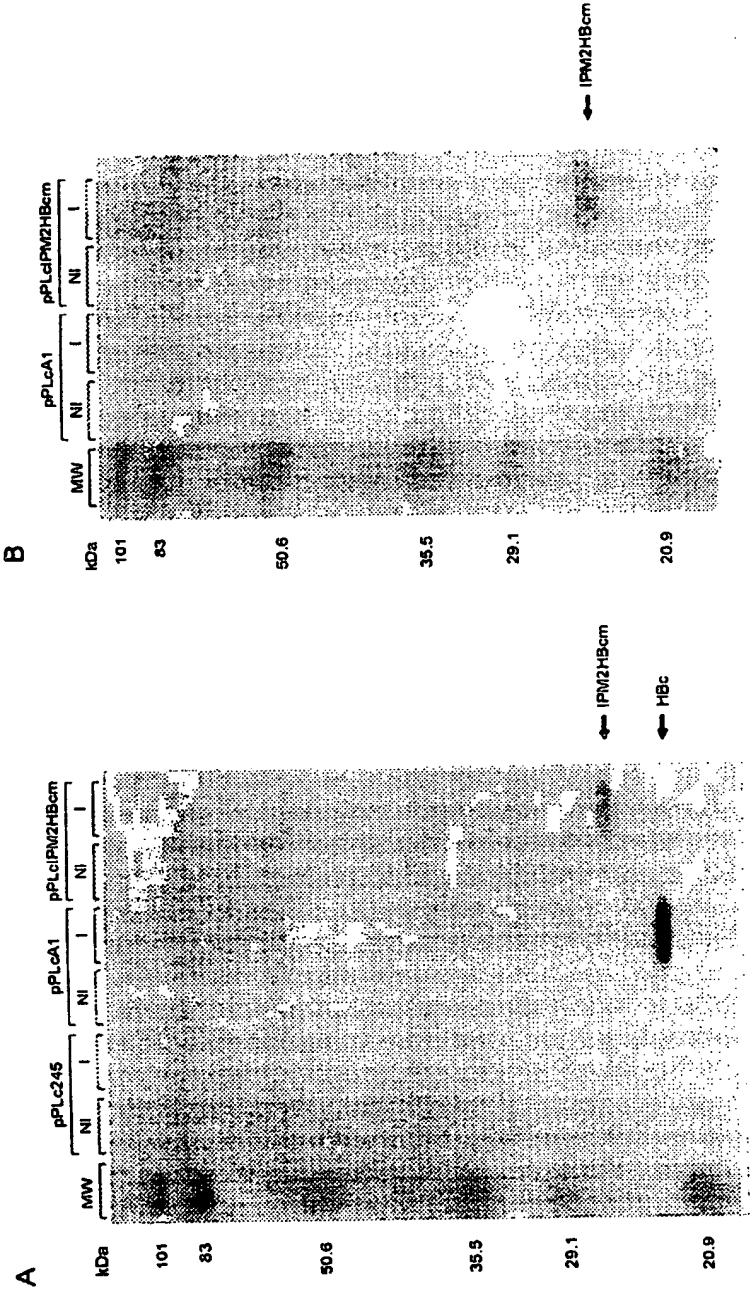 A
pPLc245
pPLcA1
pPLcIPM2HBcm
MW
NI
I
NI
I
NI
I
kDa
101
83
50.6
35.5
29.1
20.9
IPM2HBcm
HBc
B
pPLcA1
pPLcIPM2HBcm
MW
NI
I
NI
I
kDa
101
83
50.6
35.5
29.1
20.9
IPM2HBcm